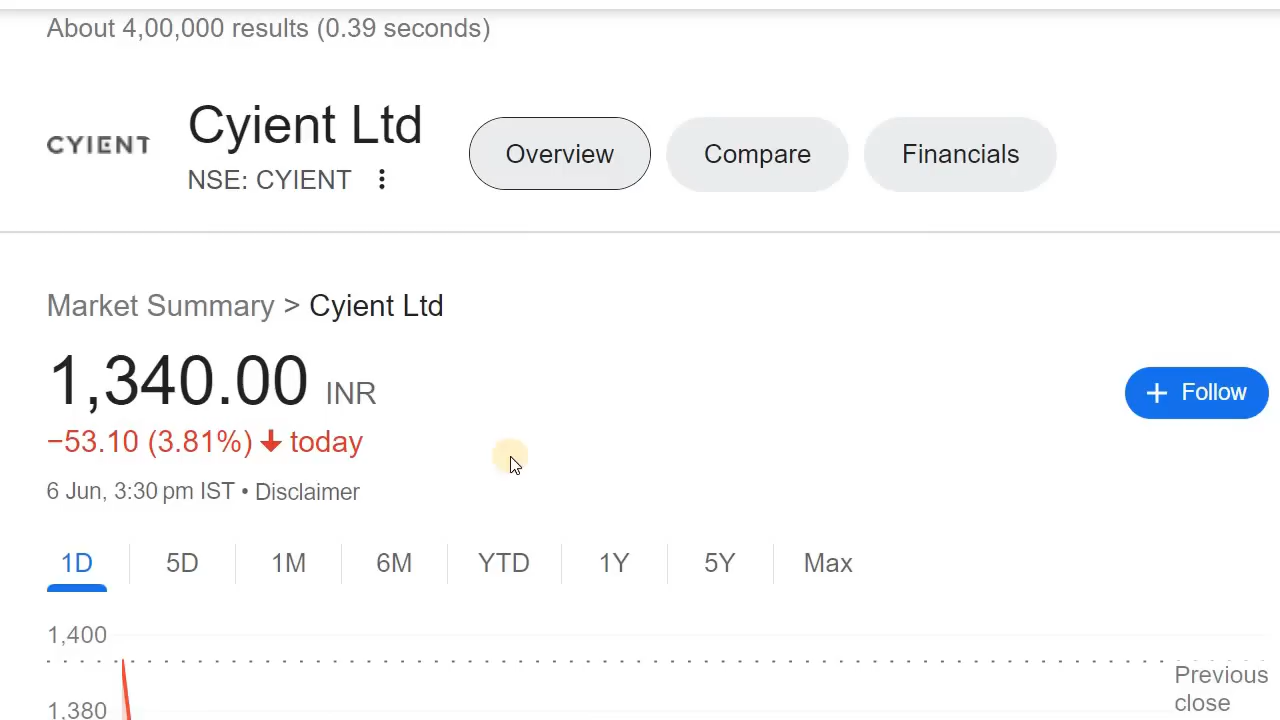 About 4,00,000 results (0.39 seconds)
CYIENT
Cyient Ltd
NSE: CYIENT
Overview
Compare
Financials
Market Summary > Cyient Ltd
1,340.00 INR
−53.10 (3.81%) today
+ Follow
6 Jun, 3:30 pm IST • Disclaimer
1D 5D 1M 6M YTD 1Y 5Y Max
1,400
Previous
close
1,380